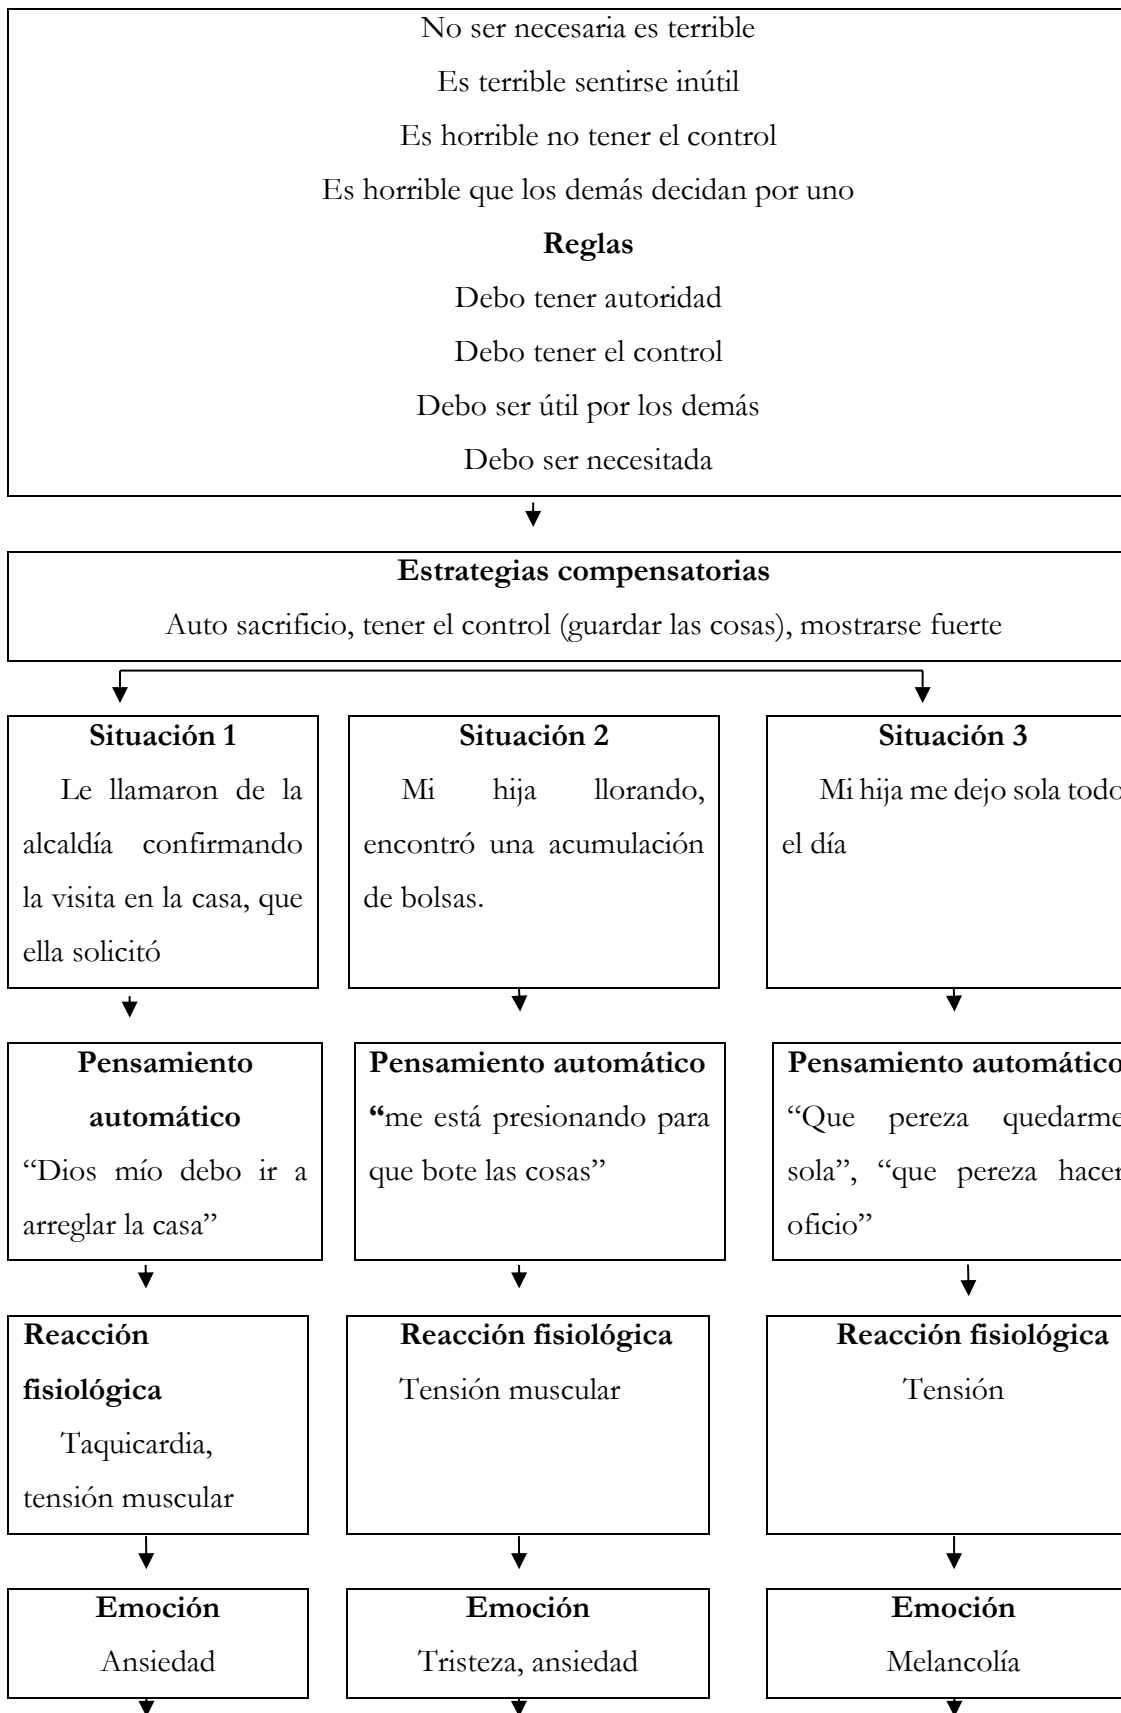 No ser necesaria es terrible
Es terrible sentirse inútil
Es horrible no tener el control
Es horrible que los demás decidan por uno
Reglas
Debo tener autoridad
Debo tener el control
Debo ser útil por los demás
Debo ser necesitada
Estrategias compensatorias
Auto sacrificio, tener el control (guardar las cosas), mostrarse fuerte
Situación 1
Le llamaron de la
alcaldía confirmando
la visita en la casa, que
ella solicitó
Situación 2
Mi hija llorando,
encontró una acumulación
de bolsas.
Situación 3
Mi hija me dejo sola todo
el día
Pensamiento
automático
“Dios mío debo ir a
arreglar la casa”
Pensamiento automático
“me está presionando para
que bote las cosas”
Pensamiento automático
“Que pereza quedarme
sola”, “que pereza hacer
oficio”
Reacción
fisiológica
Taquicardia,
tensión muscular
Reacción fisiológica
Tensión muscular
Reacción fisiológica
Tensión
Emoción
Ansiedad
Emoción
Tristeza, ansiedad
Emoción
Melancolía